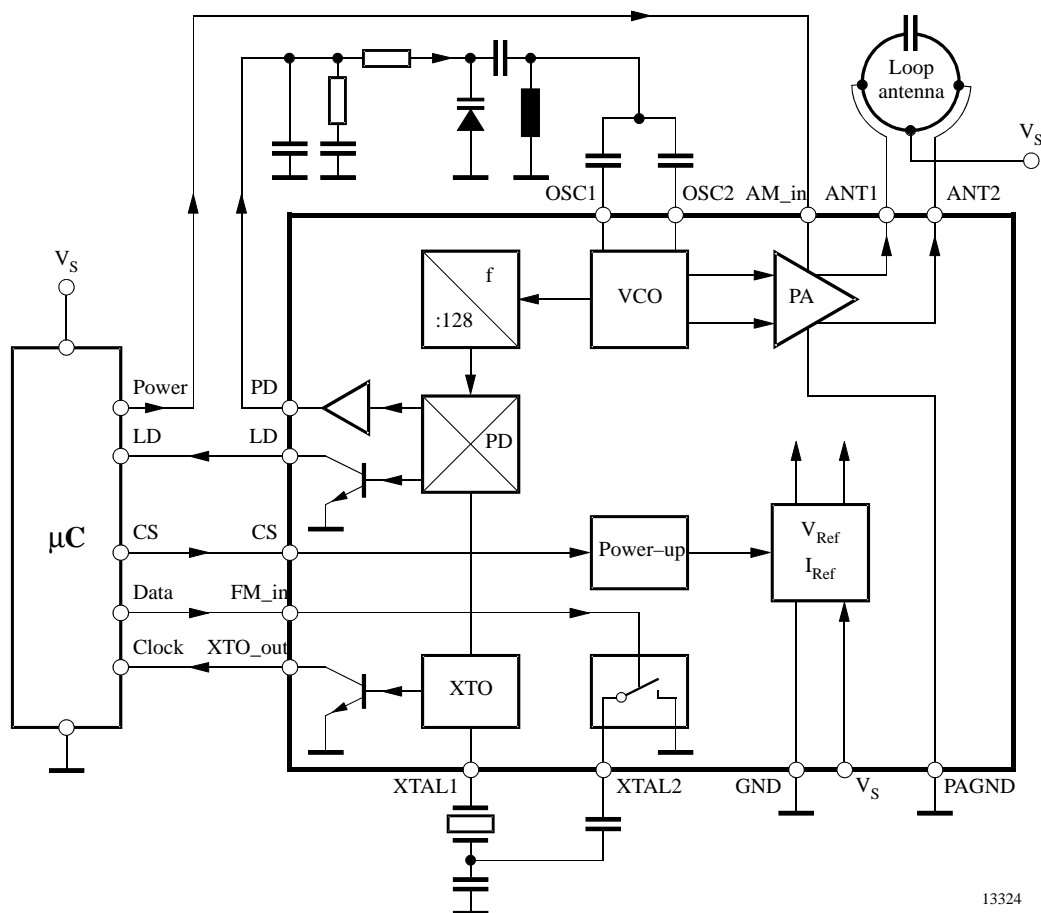 Loop
antenna
V_S
OSC1 OSC2 AM_in ANT1 ANT2
V_S
f
:128
VCO
PA
Power PD
LD LD
PD
μC
CS CS
Power–up
V_Ref
I_Ref
Data FM_in
Clock XTO_out
XTO
XTAL1 XTAL2 GND V_S PAGND
13324